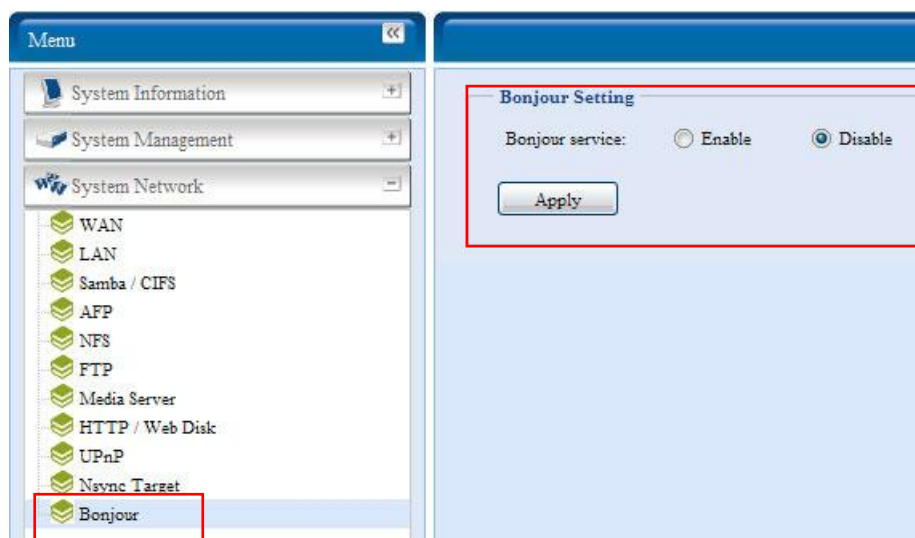 Menu
System Information
System Management
System Network
WAN
LAN
Samba / CIFS
AFP
NFS
FTP
Media Server
HTTP / Web Disk
UPnP
Nsync Target
Bonjour
Bonjour Setting
Bonjour service: Enable Disable
Apply